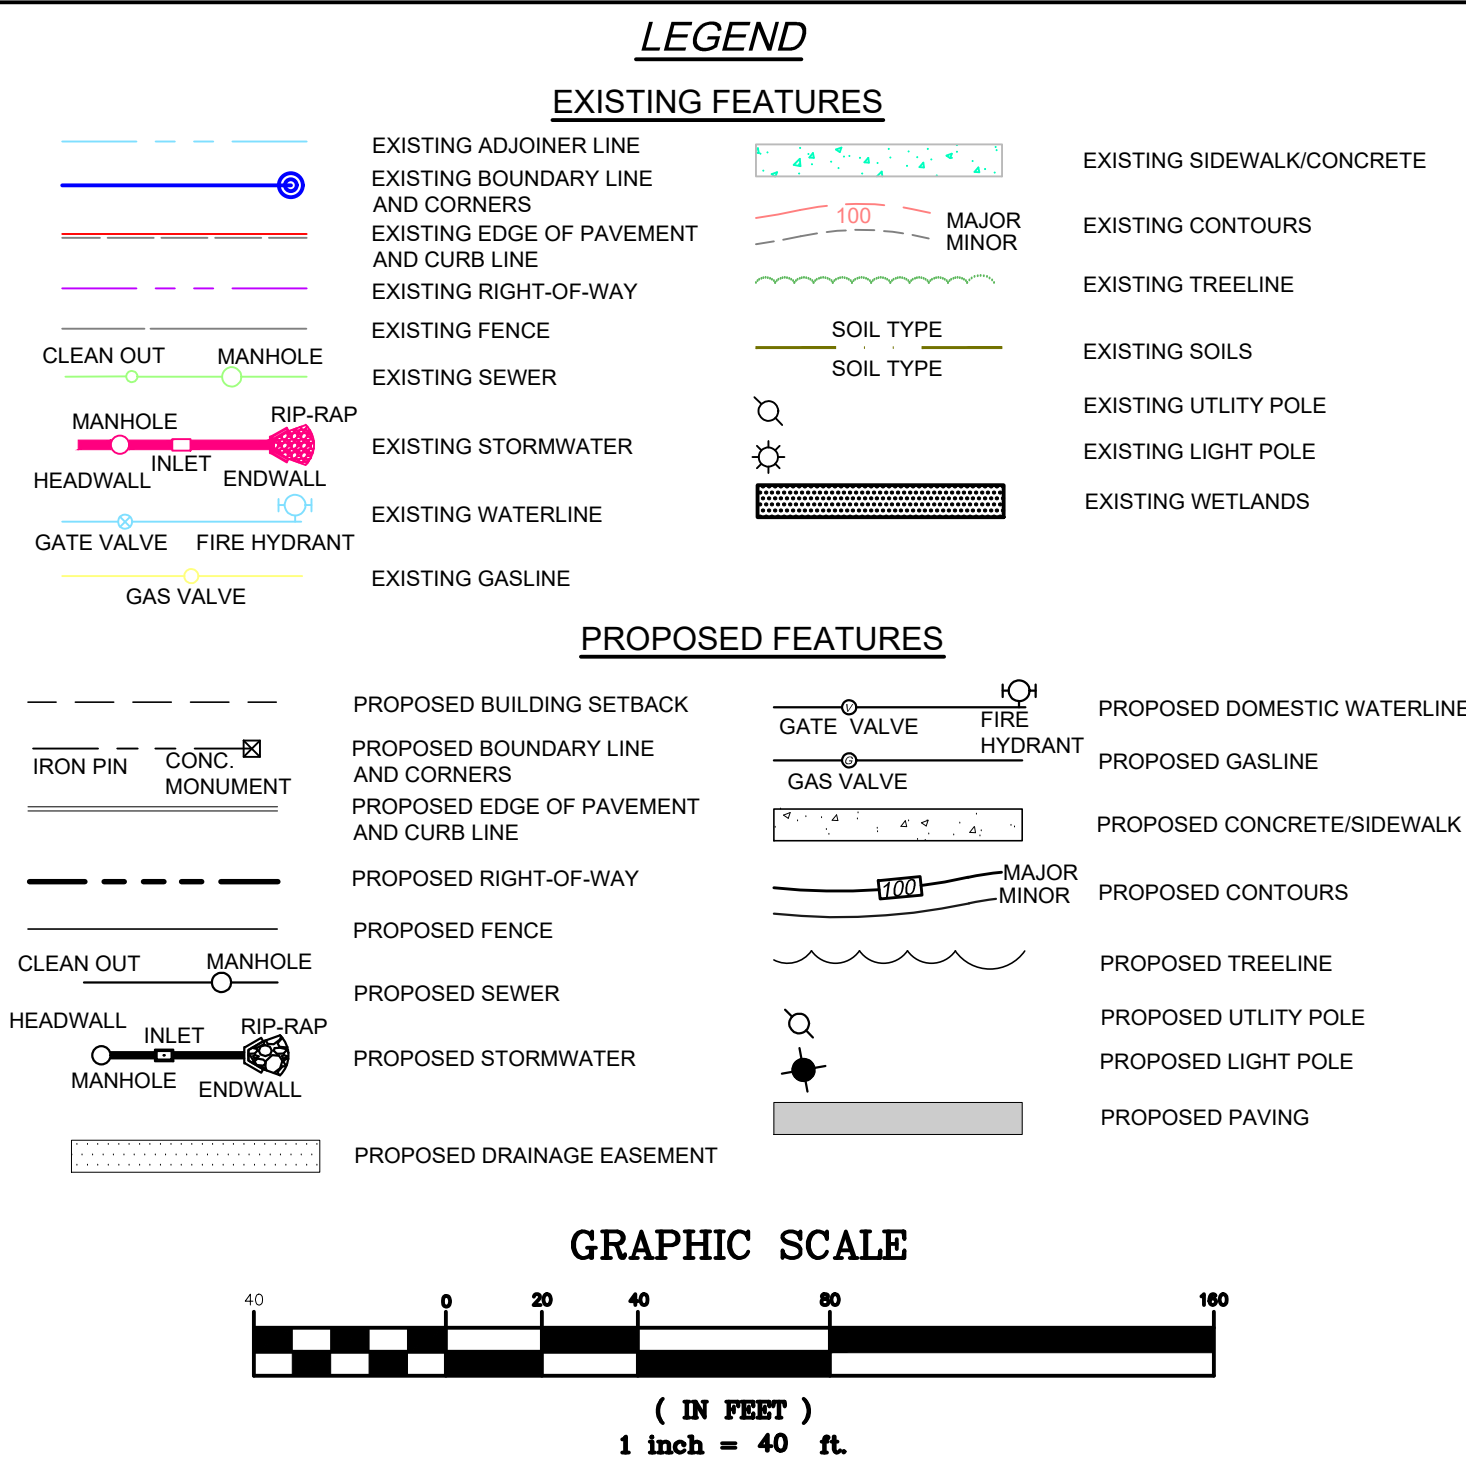 LEGEND
EXISTING FEATURES
EXISTING ADJOINER LINE
EXISTING BOUNDARY LINE
AND CORNERS
EXISTING EDGE OF PAVEMENT
AND CURB LINE
EXISTING RIGHT-OF-WAY
EXISTING FENCE
CLEAN OUT MANHOLE
EXISTING SEWER
MANHOLE RIP-RAP
EXISTING STORMWATER
INLET
HEADWALL ENDWALL
EXISTING WATERLINE
GATE VALVE FIRE HYDRANT
EXISTING GASLINE
GAS VALVE
EXISTING SIDEWALK/CONCRETE
100 MAJOR
MINOR
EXISTING CONTOURS
EXISTING TREELINE
SOIL TYPE
SOIL TYPE
EXISTING SOILS
EXISTING UTLITY POLE
EXISTING LIGHT POLE
EXISTING WETLANDS
PROPOSED FEATURES
PROPOSED BUILDING SETBACK
PROPOSED BOUNDARY LINE
AND CORNERS
IRON PIN CONC.
MONUMENT
PROPOSED EDGE OF PAVEMENT
AND CURB LINE
PROPOSED RIGHT-OF-WAY
PROPOSED FENCE
CLEAN OUT MANHOLE
PROPOSED SEWER
HEADWALL INLET RIP-RAP
PROPOSED STORMWATER
MANHOLE ENDWALL
PROPOSED DRAINAGE EASEMENT
V
GATE VALVE FIRE
HYDRANT
PROPOSED DOMESTIC WATERLINE
G
GAS VALVE
PROPOSED GASLINE
PROPOSED CONCRETE/SIDEWALK
100 MAJOR
MINOR
PROPOSED CONTOURS
PROPOSED TREELINE
PROPOSED UTLITY POLE
PROPOSED LIGHT POLE
PROPOSED PAVING
GRAPHIC SCALE
40 0 20 40 80 160
( IN FEET )
1 inch = 40 ft.